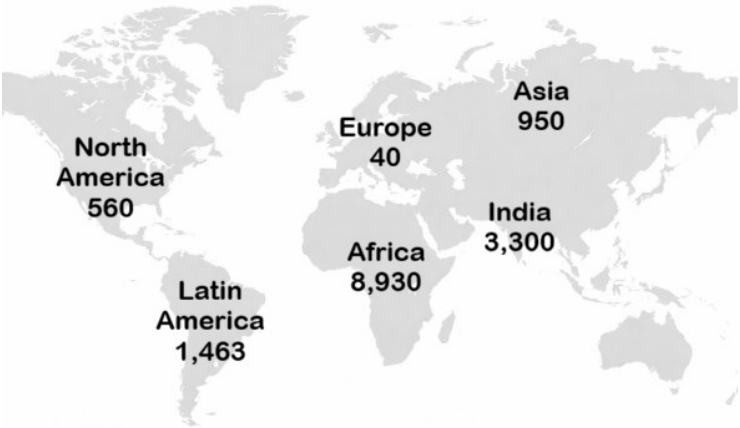 Asia
950
Europe
40
North
America
560
India
3,300
Africa
8,930
Latin
America
1,463